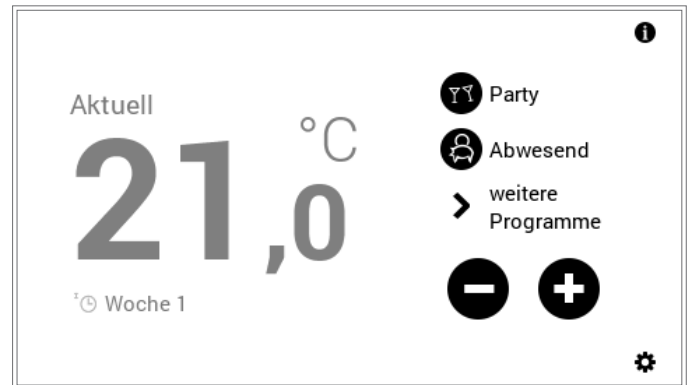 Aktuell
21,0 °C
Woche 1
Party
Abwesend
weitere
Programme